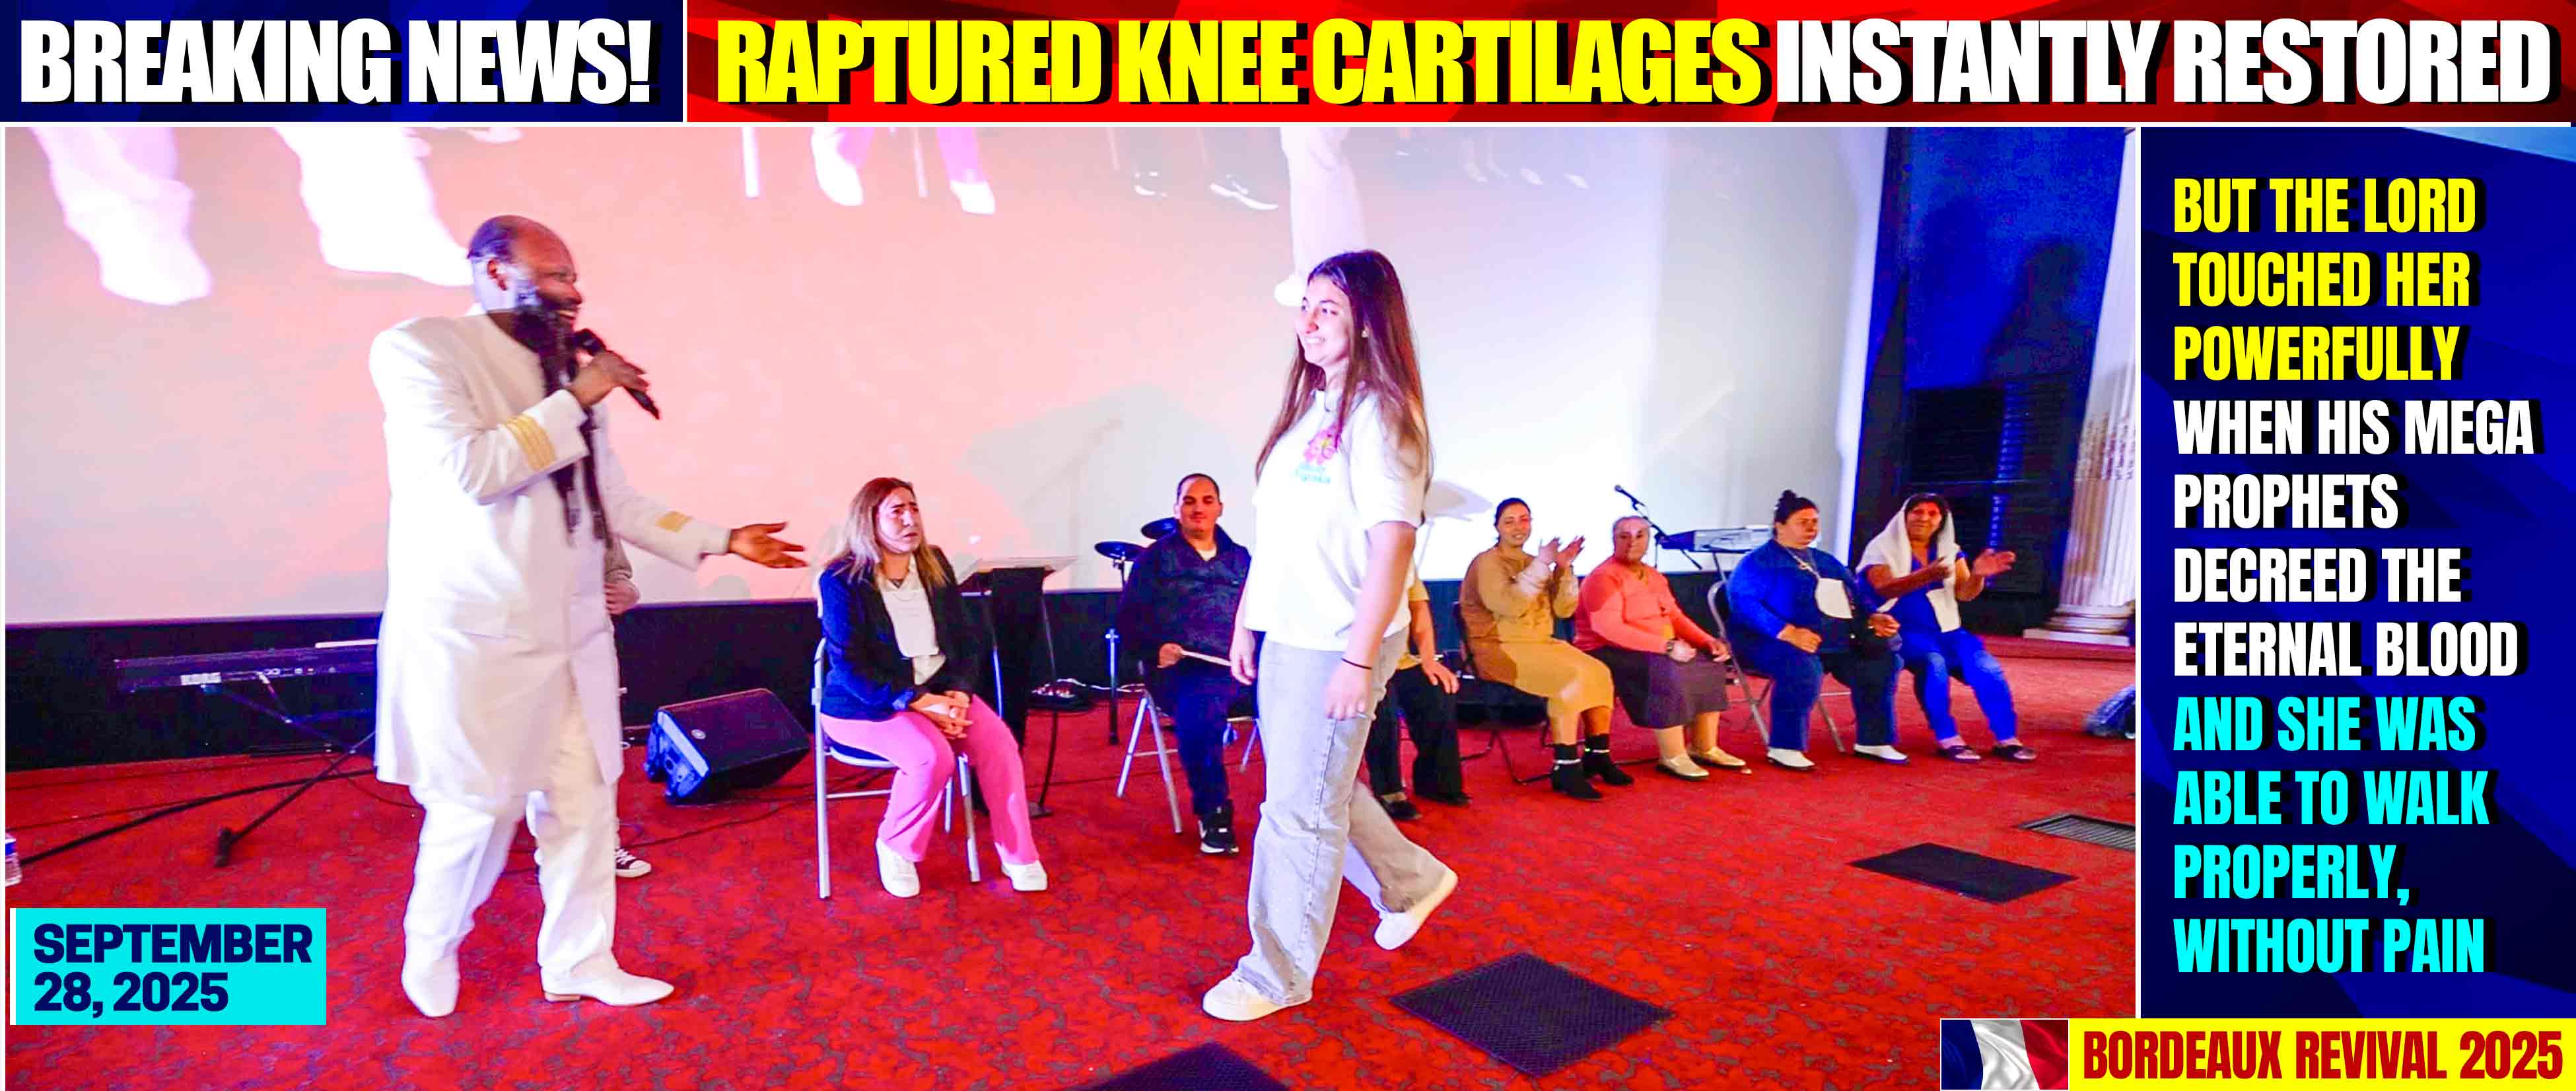 BREAKING NEWS!
RAPTURED KNEE CARTILAGES INSTANTLY RESTORED
BUT THE LORD
TOUCHED HER
POWERFULLY
WHEN HIS MEGA
PROPHETS
DECREED THE
ETERNAL BLOOD
AND SHE WAS
ABLE TO WALK
PROPERLY,
WITHOUT PAIN
KORG
SEPTEMBER
28, 2025
BORDEAUX REVIVAL 2025